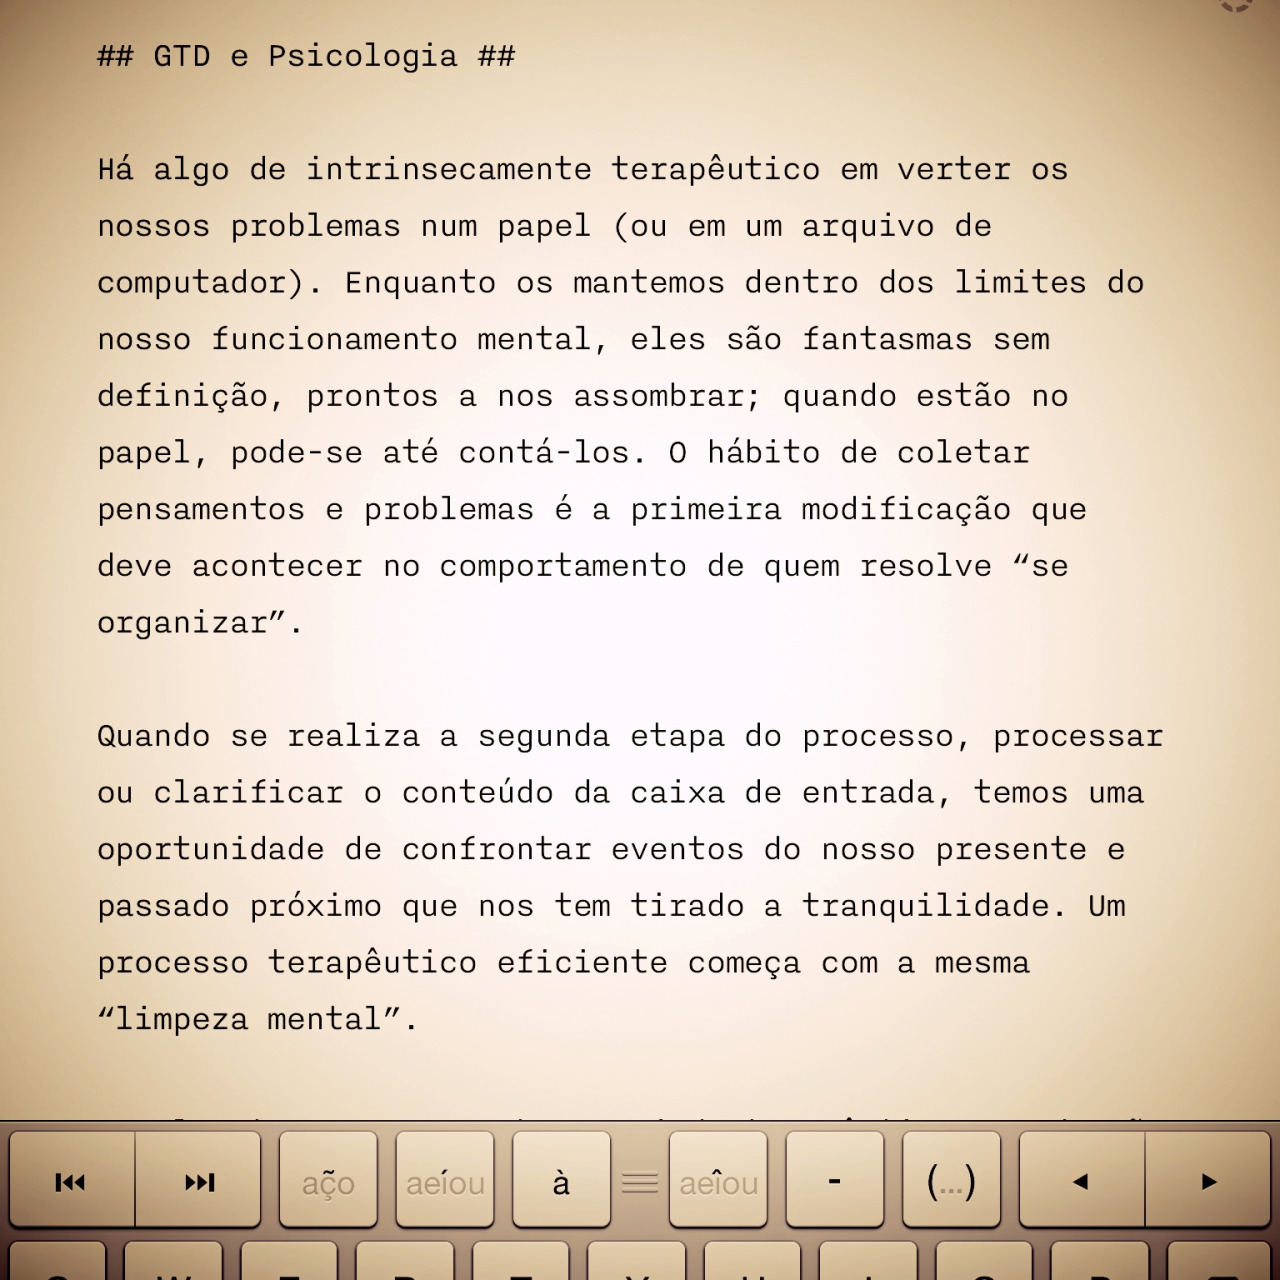 ## GTD e Psicologia ##
Há algo de intrinsecamente terapêutico em verter os
nossos problemas num papel (ou em um arquivo de
computador). Enquanto os mantemos dentro dos limites do
nosso funcionamento mental, eles são fantasmas sem
definição, prontos a nos assombrar; quando estão no
papel, pode-se até contá-los. O hábito de coletar
pensamentos e problemas é a primeira modificação que
deve acontecer no comportamento de quem resolve “se
organizar”.
Quando se realiza a segunda etapa do processo, processar
ou clarificar o conteúdo da caixa de entrada, temos uma
oportunidade de confrontar eventos do nosso presente e
passado próximo que nos tem tirado a tranquilidade. Um
processo terapêutico eficiente começa com a mesma
“limpeza mental”.
açõo aeíou à aeîou - (...)